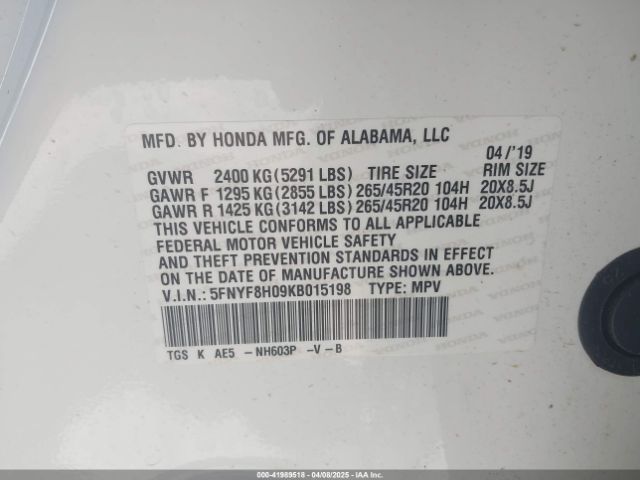 MFD. BY HONDA MFG. OF ALABAMA, LLC
04/'19
GVWR 2400 KG(5291 LBS) TIRE SIZE RIM SIZE
GAWR F 1295 KG(2855 LBS) 265/45R20 104H 20X8.5J
GAWR R 1425 KG(3142 LBS) 265/45R20 104H 20X8.5J
THIS VEHICLE CONFORMS TO ALL APPLICABLE
FEDERAL MOTOR VEHICLE SAFETY
AND THEFT PREVENTION STANDARDS IN EFFECT
ON THE DATE OF MANUFACTURE SHOWN ABOVE.
V.I.N.: 5FNYF8H09KB015198 TYPE: MPV
TGS K AE5 - NH603P -V-B
000-41989518 - 04/08/2025 - IAAI.COM